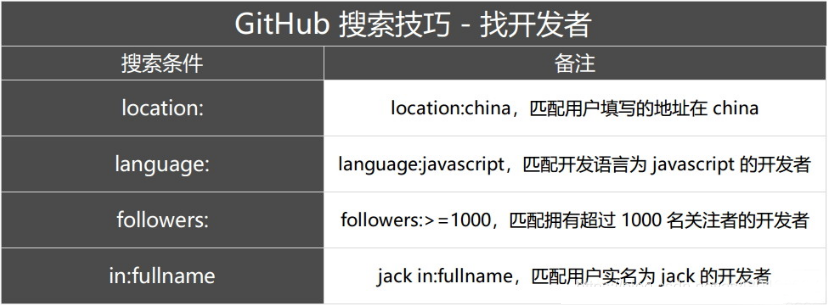 GitHub 搜索技巧 - 找开发者
搜索条件 备注
location: location:china，匹配用户填写的地址在 china
language: language:javascript，匹配开发语言为 javascript 的开发者
followers: followers:>=1000，匹配拥有超过 1000 名关注者的开发者
in:fullname jack in:fullname，匹配用户实名为 jack 的开发者